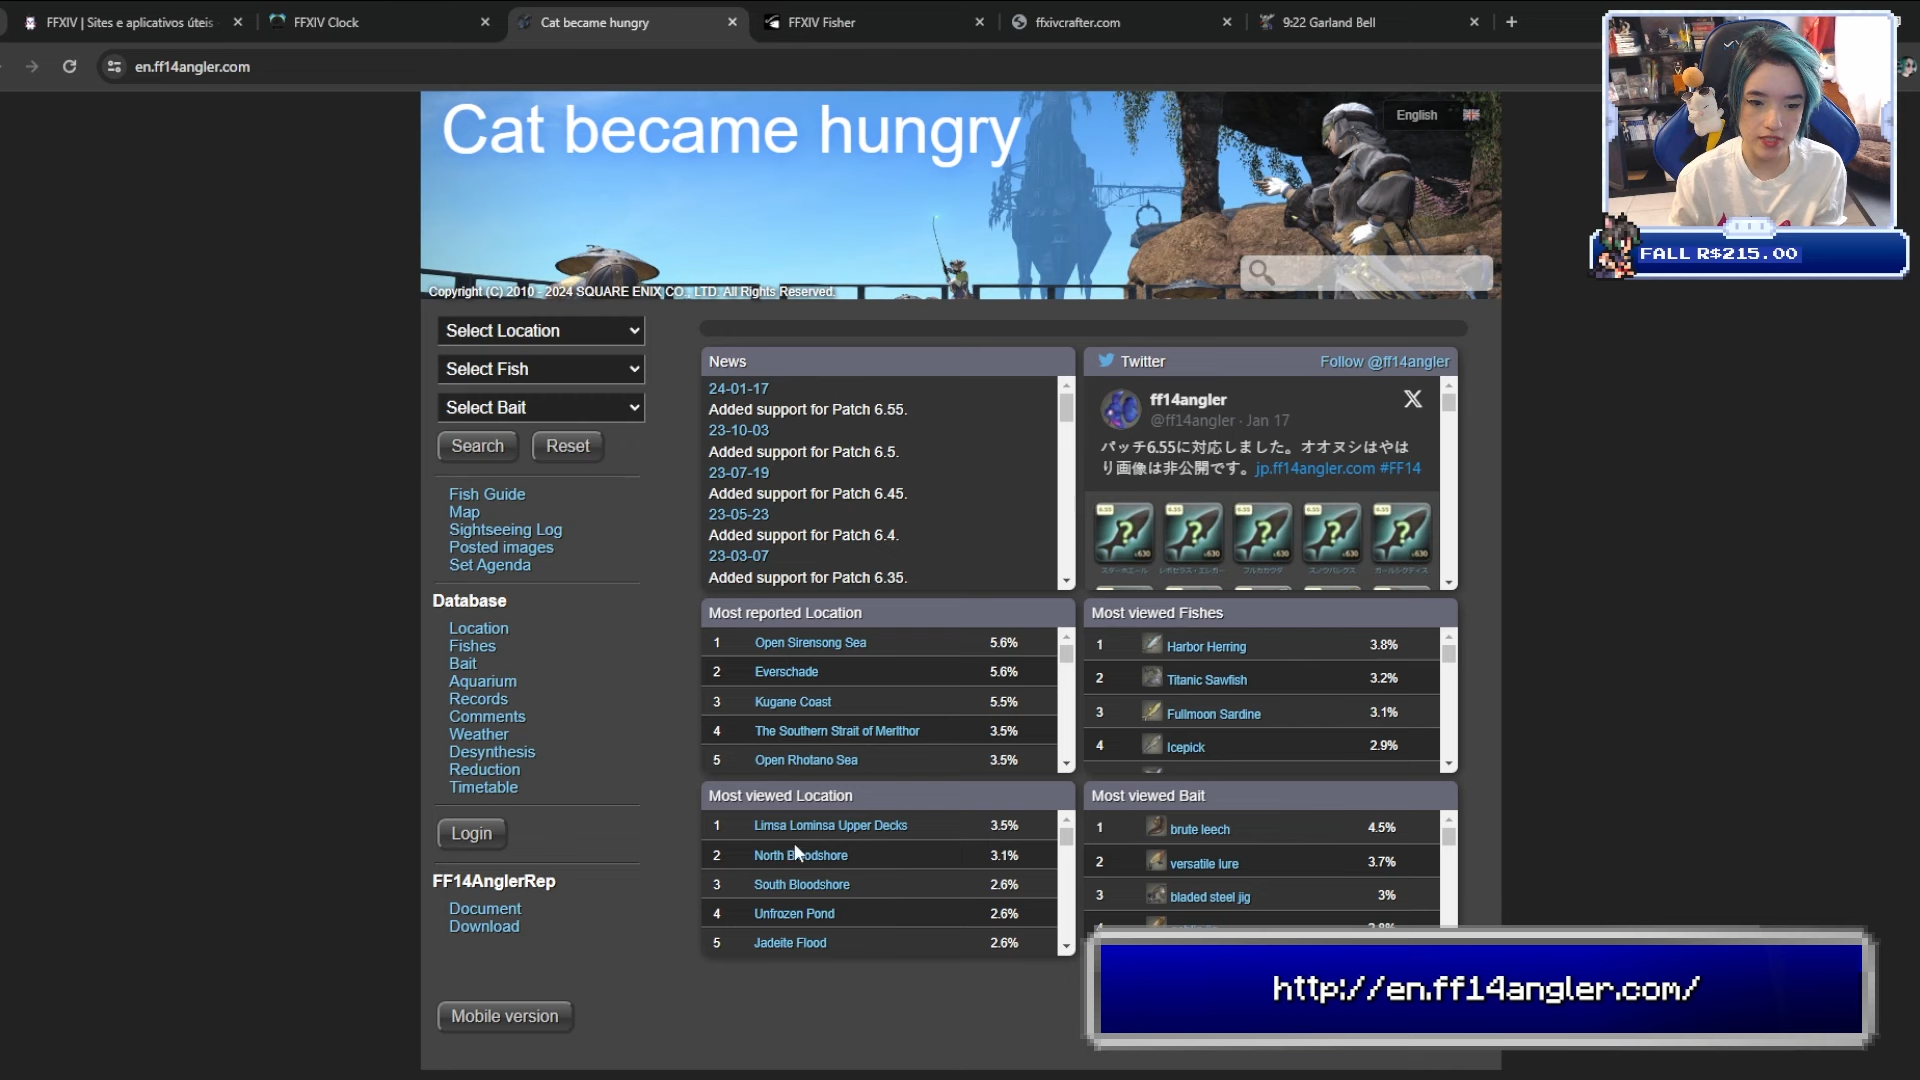 FFXIV | Sites e aplicativos úteis
FFXIV Clock
Cat became hungry
FFXIV Fisher
ffxivcrafter.com
9:22 Garland Bell
en.ff14angler.com
Cat became hungry
English
Copyright (C) 2010 - 2024 SQUARE ENIX CO., LTD. All Rights Reserved.
FALL R$215.00
Select Location
Select Fish
Select Bait
Search
Reset
Fish Guide
Map
Sightseeing Log
Posted images
Set Agenda
Database
Location
Fishes
Bait
Aquarium
Records
Comments
Weather
Desynthesis
Reduction
Timetable
Login
FF14AnglerRep
Document
Download
Mobile version
News
24-01-17
Added support for Patch 6.55.
23-10-03
Added support for Patch 6.5.
23-07-19
Added support for Patch 6.45.
23-05-23
Added support for Patch 6.4.
23-03-07
Added support for Patch 6.35.
Twitter
Follow @ff14angler
ff14angler
@ff14angler · Jan 17
パッチ6.55に対応しました。オオヌシはやは
り画像は非公開です。jp.ff14angler.com #FF14
Most reported Location
1 Open Sirensong Sea 5.6%
2 Everschade 5.6%
3 Kugane Coast 5.5%
4 The Southern Strait of Merlthor 3.5%
5 Open Rhotano Sea 3.5%
Most viewed Fishes
1 Harbor Herring 3.8%
2 Titanic Sawfish 3.2%
3 Fullmoon Sardine 3.1%
4 Icepick 2.9%
Most viewed Location
1 Limsa Lominsa Upper Decks 3.5%
2 North Bloodshore 3.1%
3 South Bloodshore 2.6%
4 Unfrozen Pond 2.6%
5 Jadeite Flood 2.6%
Most viewed Bait
1 brute leech 4.5%
2 versatile lure 3.7%
3 bladed steel jig 3%
http://en.ff14angler.com/